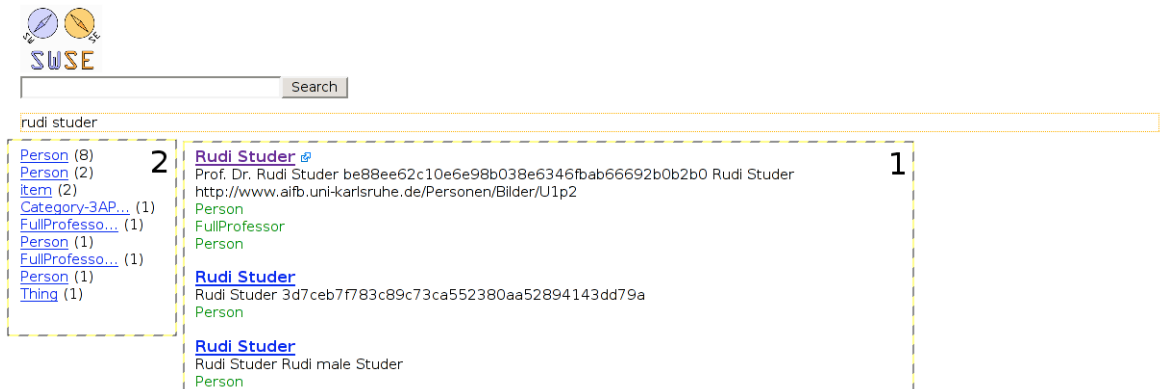 SW SE
SWSE
Search
rudi studer
Person (8)
Person (2)
item (2)
Category-3AP... (1)
FullProfesso... (1)
Person (1)
FullProfesso... (1)
Person (1)
Thing (1)
2
1
Rudi Studer
Prof. Dr. Rudi Studer be88ee62c10e6e98b038e6346fbab66692b0b2b0 Rudi Studer
http://www.aifb.uni-karlsruhe.de/Personen/Bilder/U1p2
Person
FullProfessor
Person
Rudi Studer
Rudi Studer 3d7ceb7f783c89c73ca552380aa52894143dd79a
Person
Rudi Studer
Rudi Studer Rudi male Studer
Person